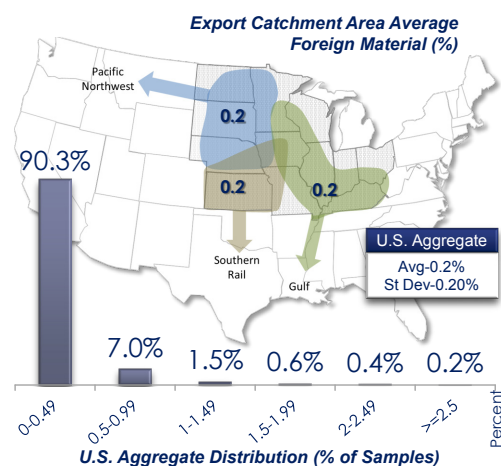 Export Catchment Area Average
Foreign Material (%)
Pacific
Northwest
0.2
0.2
0.2
90.3%
U.S. Aggregate
Avg-0.2%
St Dev-0.20%
Southern
Rail
Gulf
7.0%
1.5%
0.6%
0.4%
0.2%
0-0.49
0.5-0.99
1-1.49
1.5-1.99
2-2.49
>=2.5
Percent
U.S. Aggregate Distribution (% of Samples)